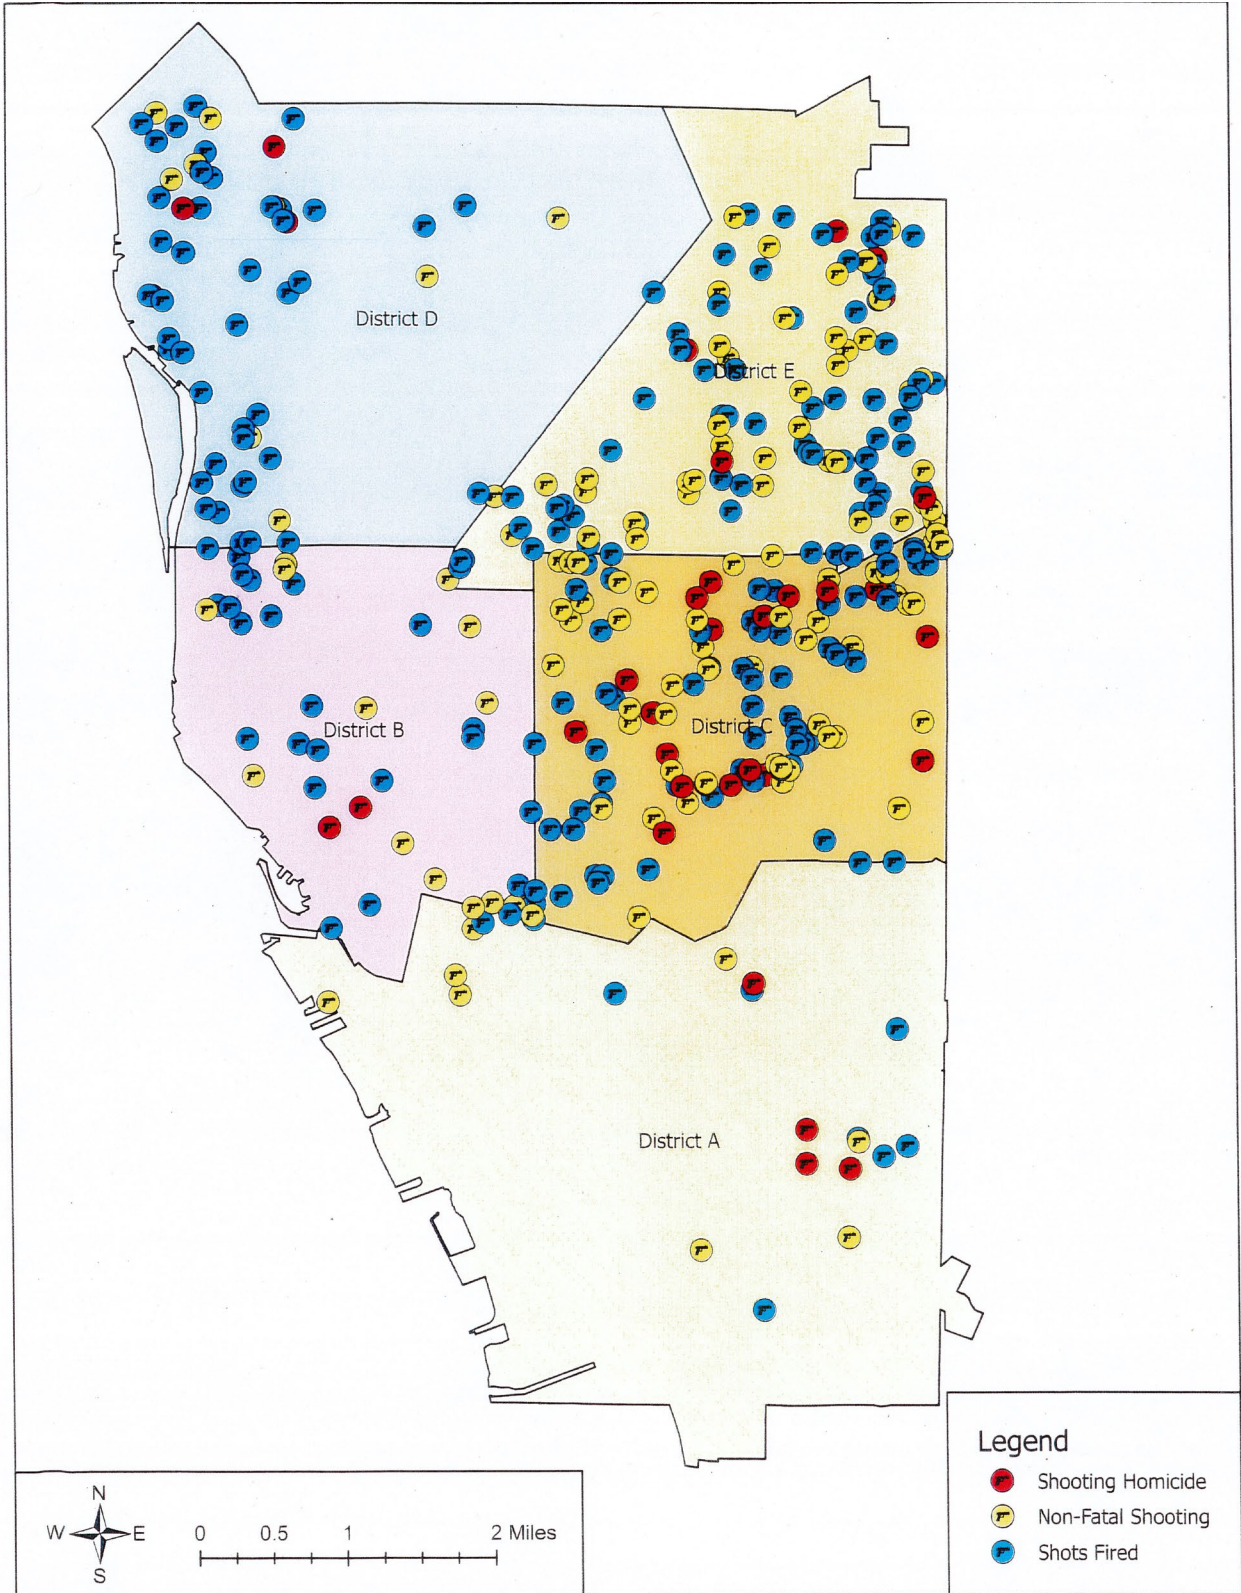 District D
District E
District B
District C
District A
Legend
Shooting Homicide
Non-Fatal Shooting
Shots Fired
N
W E
S
0 0.5 1 2 Miles